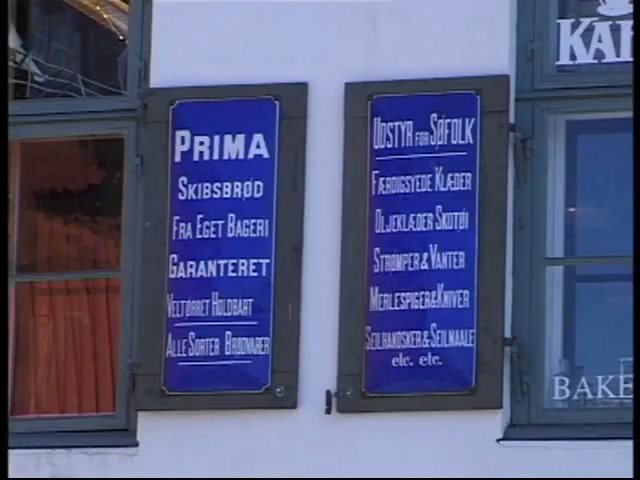 PRIMA
SKIBSBRØD
FRA EGET BAGERI
GARANTERET
VELTØRRET HOLDBART
ALLE SORTER BRØDVARER
UDSTYR FOR SØFOLK
FÆRDIGSYEDE KLÆDER
OLJEKLÆDER SKOTØI
STRØMPER & VANTER
MERLESPIGER & KNIVER
SEILHANDSKER & SEILNAALE
etc. etc.
KAF
BAKE